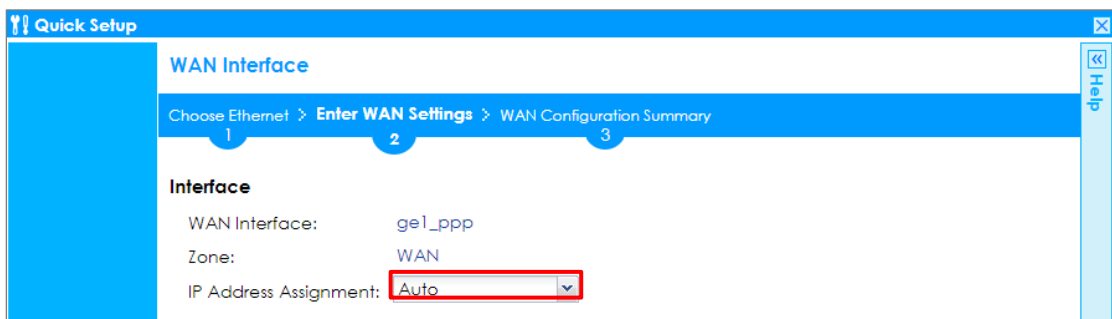 Quick Setup
WAN Interface
Choose Ethernet > Enter WAN Settings > WAN Configuration Summary
1 2 3
Interface
WAN Interface: ge1_ppp
Zone: WAN
IP Address Assignment: Auto
Help